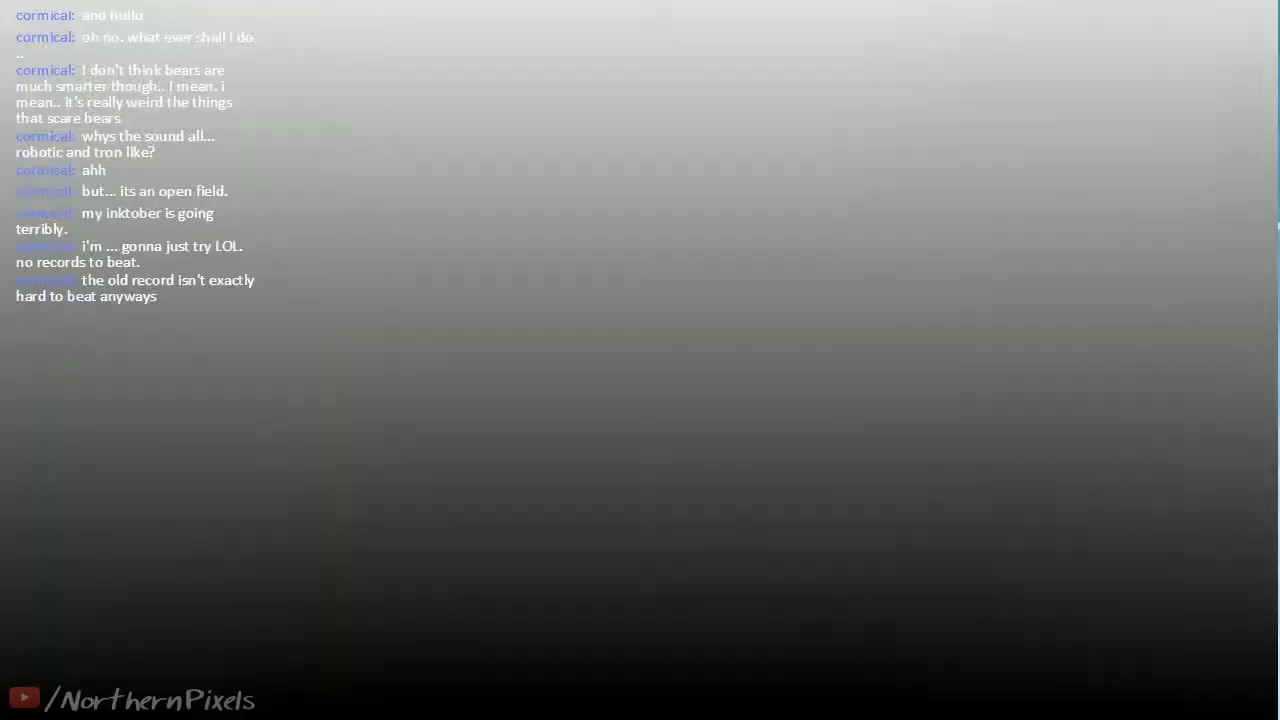 cormical: and hullo
cormical: oh no. what ever shall I do
..
cormical: I don't think bears are
much smarter though.. I mean. i
mean.. it's really weird the things
that scare bears
cormical: whys the sound all...
robotic and tron like?
cormical: ahh
cormical: but... its an open field.
cormical: my inktober is going
terribly.
cormical: i'm ... gonna just try LOL.
no records to beat.
cormical: the old record isn't exactly
hard to beat anyways
/NorthernPixels